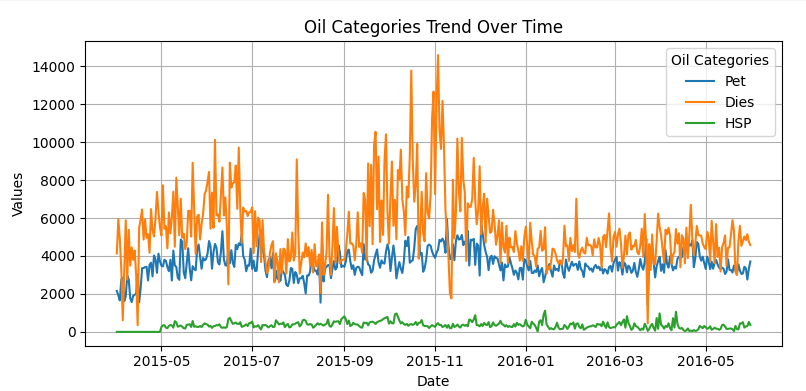 Oil Categories Trend Over Time
Oil Categories
Pet
Dies
HSP
14000
12000
10000
8000
6000
4000
2000
0
Values
2015-05 2015-07 2015-09 2015-11 2016-01 2016-03 2016-05
Date